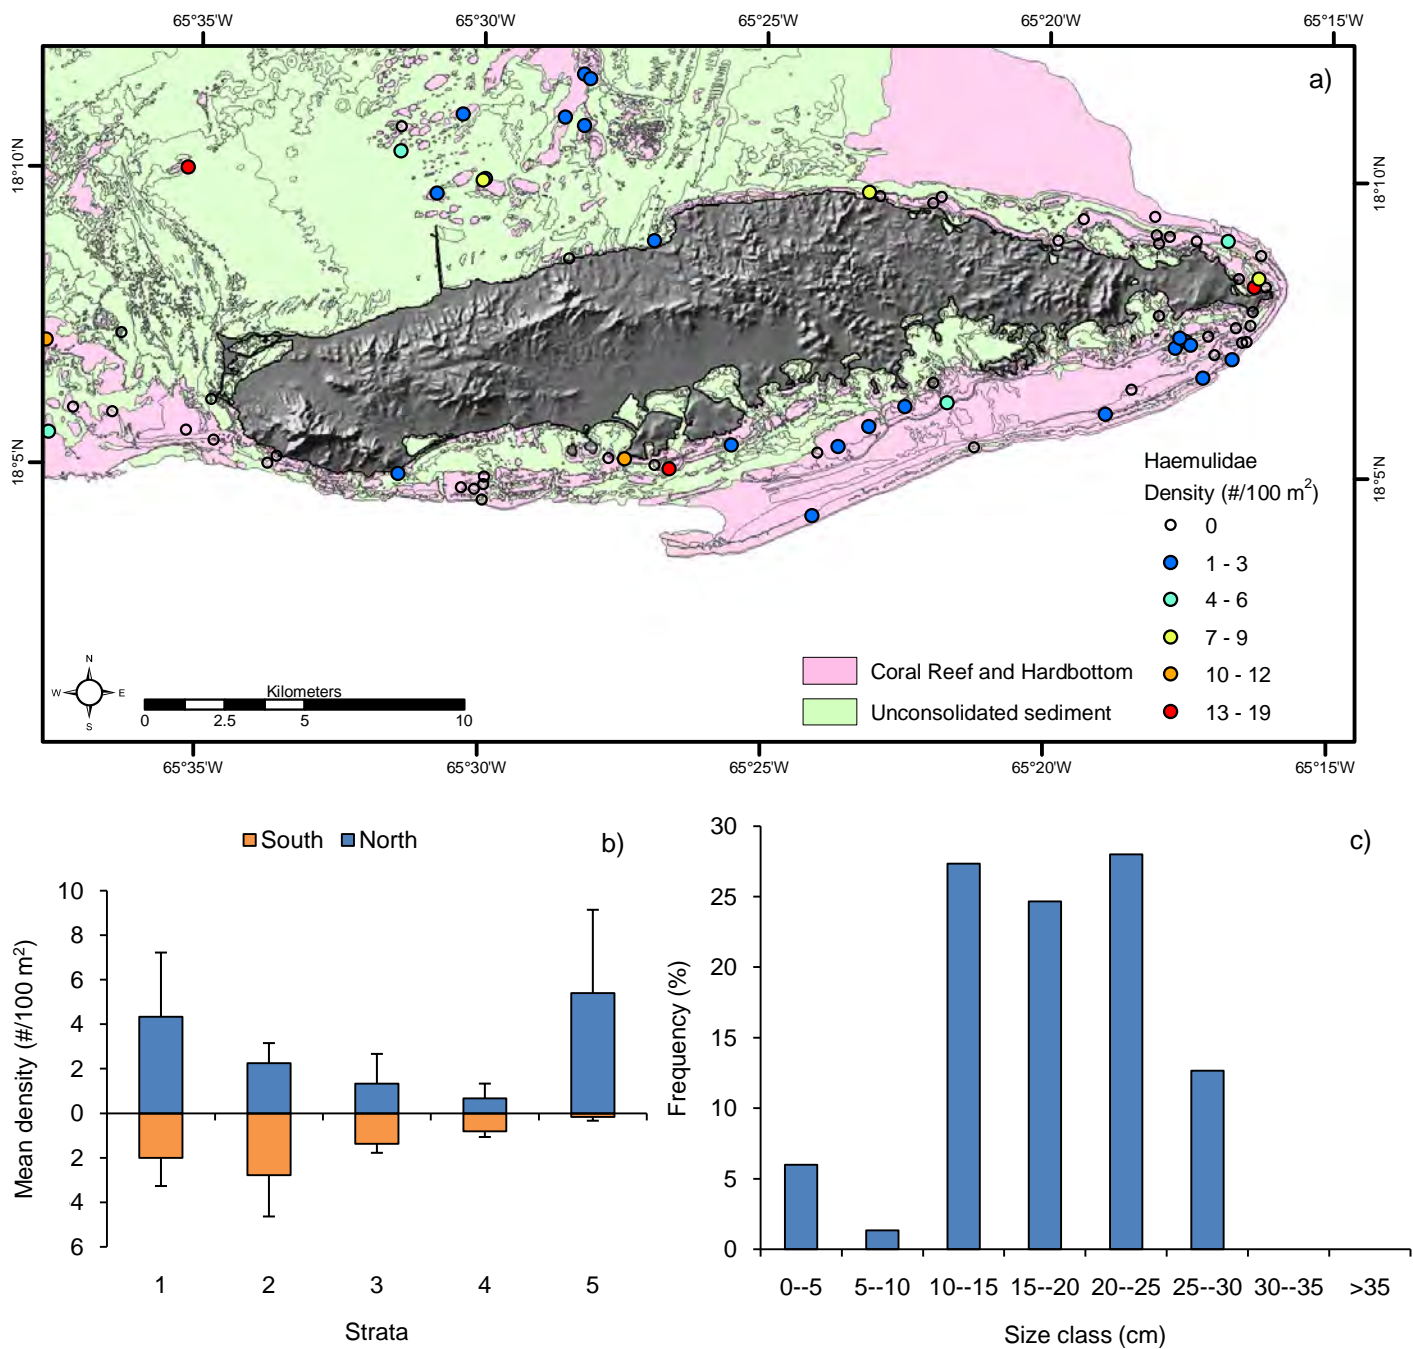 65°35'W 65°30'W 65°25'W 65°20'W 65°15'W
a)
18°10'N 18°10'N
18°5'N 18°5'N
Haemulidae
Density (#/100 m²)
0
1 - 3
4 - 6
7 - 9
10 - 12
13 - 19
Coral Reef and Hardbottom
Unconsolidated sediment
N
W E
S
Kilometers
0 2.5 5 10
65°35'W 65°30'W 65°25'W 65°20'W 65°15'W
South North b)
Mean density (#/100 m²)
10
8
6
4
2
0
2
4
6
1 2 3 4 5
Strata
c)
Frequency (%)
30
25
20
15
10
5
0
0--5 5--10 10--15 15--20 20--25 25--30 30--35 >35
Size class (cm)